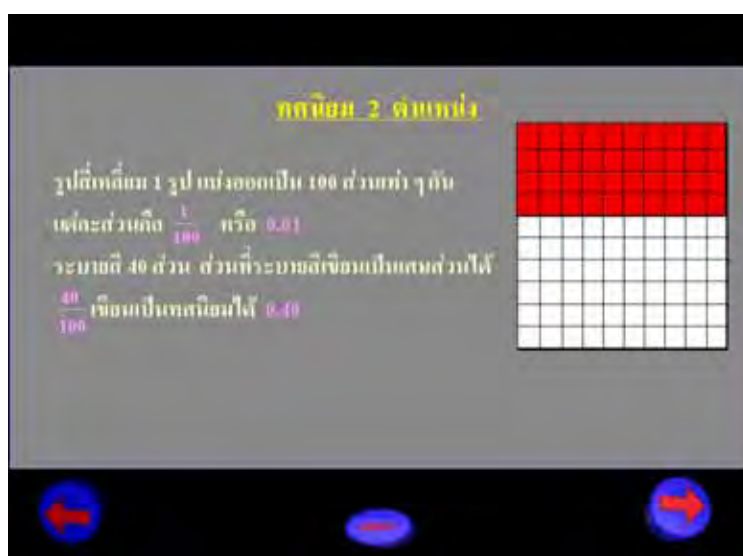 ทศนิยม 2 ตำแหน่ง
รูปสี่เหลี่ยม 1 รูป แบ่งออกเป็น 100 ส่วนเท่า ๆ กัน
แต่ละส่วนคือ 1/100 หรือ 0.01
ระบายสี 40 ส่วน ส่วนที่ระบายสีเขียนเป็นเศษส่วนได้
40/100 เขียนเป็นทศนิยมได้ 0.40